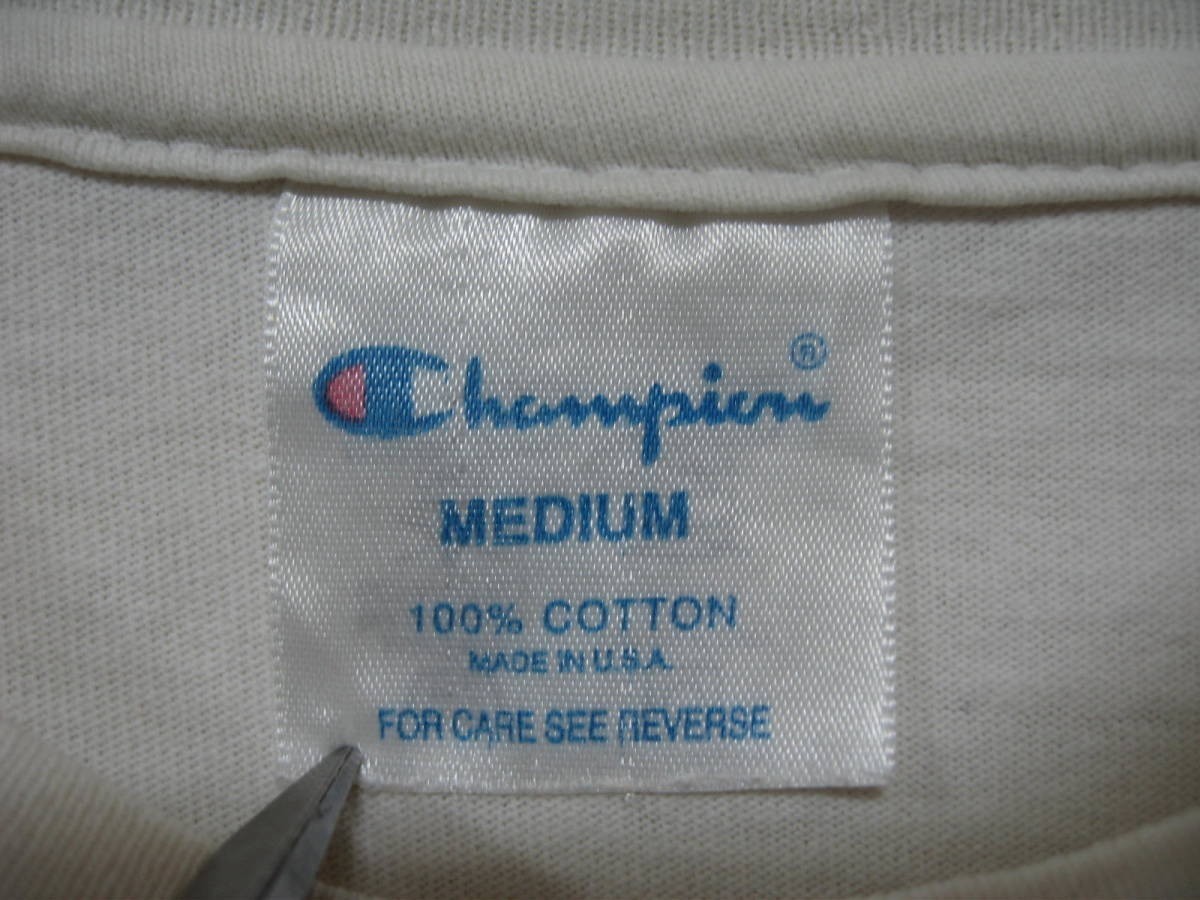 Champion®
MEDIUM
100% COTTON
MADE IN U.S.A.
FOR CARE SEE REVERSE